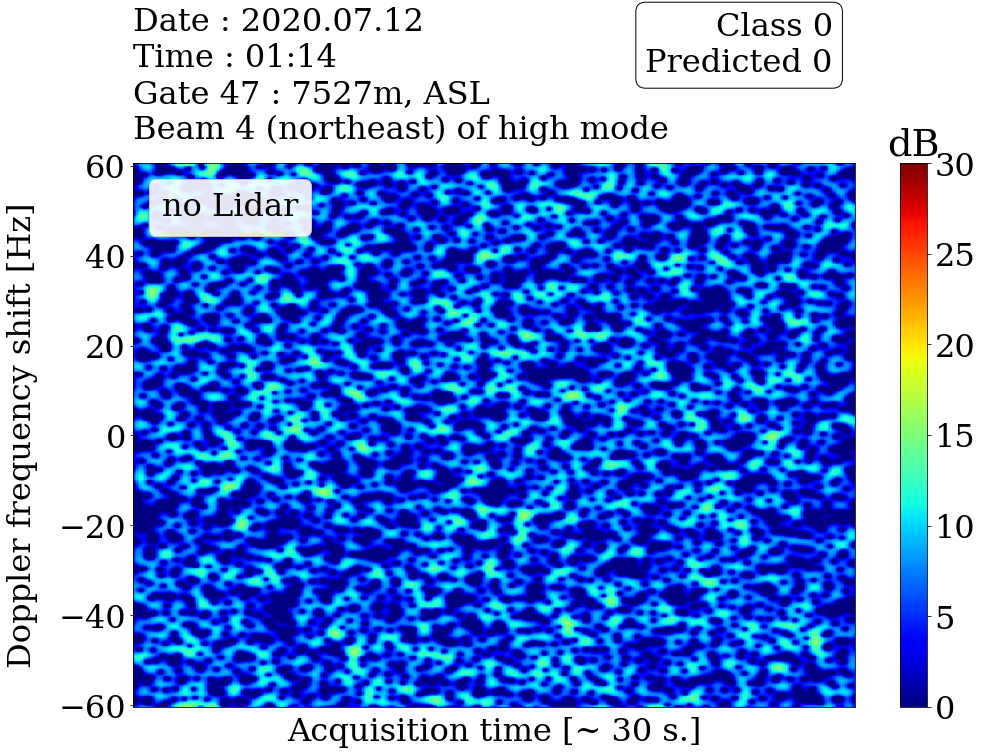 Date : 2020.07.12
Time : 01:14
Gate 47 : 7527m, ASL
Beam 4 (northeast) of high mode
Class 0
Predicted 0
dB
no Lidar
Doppler frequency shift [Hz]
60
40
20
0
−20
−40
−60
Acquisition time [~ 30 s.]
30
25
20
15
10
5
0